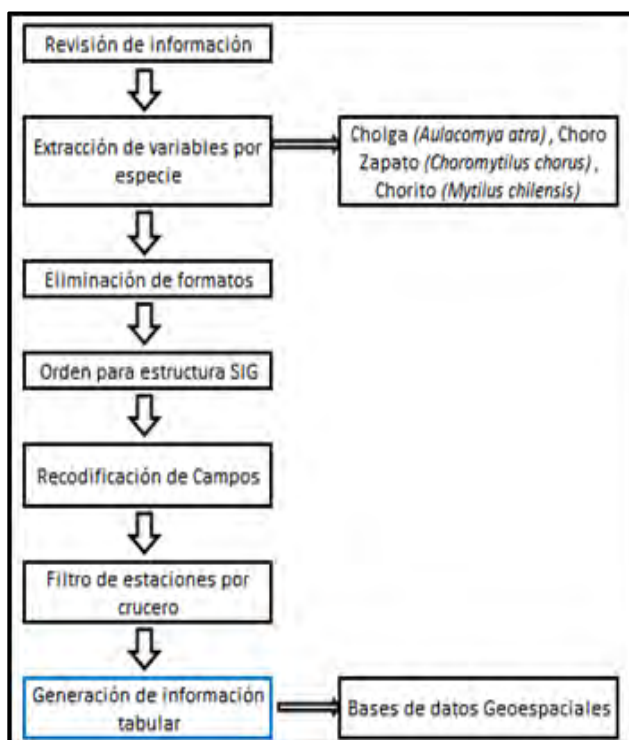 Revisión de información
Extracción de variables por
especie
Cholga (Aulacomya atra) , Choro
Zapato (Choromytilus chorus) ,
Chorito (Mytilus chilensis)
Eliminación de formatos
Orden para estructura SIG
Recodificación de Campos
Filtro de estaciones por
crucero
Generación de información
tabular
Bases de datos Geoespaciales